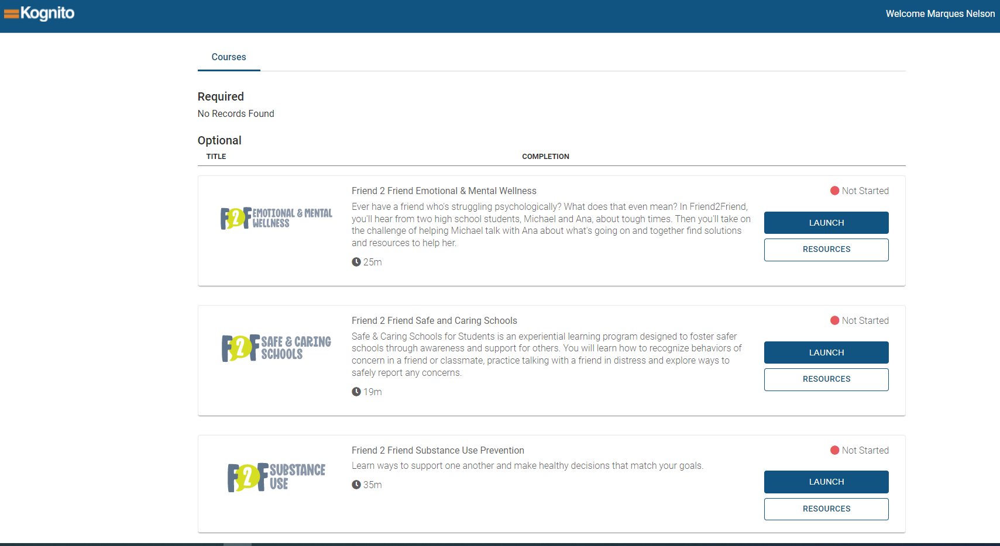 Kognito
Welcome Marques Nelson
Courses
Required
No Records Found
Optional
TITLE
COMPLETION
F2F EMOTIONAL & MENTAL
WELLNESS
Friend 2 Friend Emotional & Mental Wellness
Ever have a friend who's struggling psychologically? What does that even mean? In Friend2Friend,
you'll hear from two high school students, Michael and Ana, about tough times. Then you'll take on
the challenge of helping Michael talk with Ana about what's going on and together find solutions
and resources to help her.
25m
Not Started
LAUNCH
RESOURCES
F2F SAFE & CARING
SCHOOLS
Friend 2 Friend Safe and Caring Schools
Safe & Caring Schools for Students is an experiential learning program designed to foster safer
schools through awareness and support for others. You will learn how to recognize behaviors of
concern in a friend or classmate, practice talking with a friend in distress and explore ways to
safely report any concerns.
19m
Not Started
LAUNCH
RESOURCES
F2F SUBSTANCE
USE
Friend 2 Friend Substance Use Prevention
Learn ways to support one another and make healthy decisions that match your goals.
35m
Not Started
LAUNCH
RESOURCES